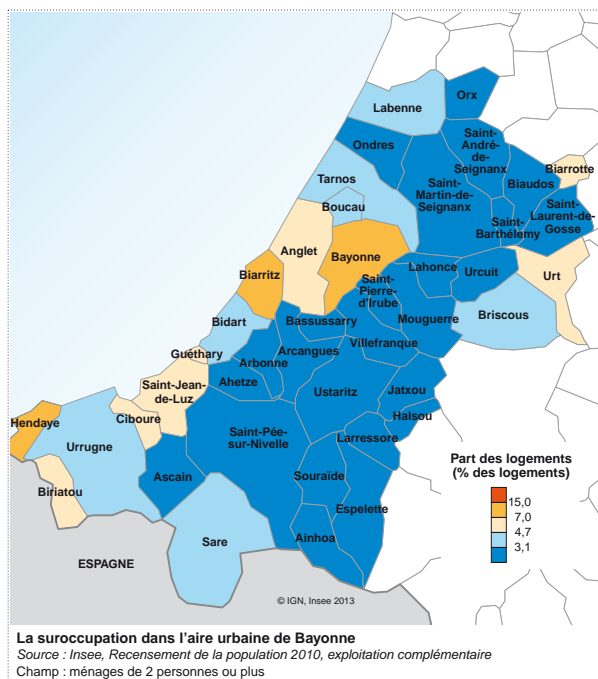 Labenne
Orx
Ondres
Saint-
André-
de-
Seignanx
Biarrotte
Tarnos
Saint-
Martin-de-
Seignanx
Biaudos
Boucau
Saint-
Laurent-de-
Gosse
Saint-
Barthélemy
Anglet
Bayonne
Biarritz
Saint-
Pierre-
d'Irube
Lahonce
Urcuit
Urt
Bidart
Bassussarry
Mouguerre
Briscous
Guéthary
Arcangues
Villefranque
Arbonne
Saint-Jean-
de-Luz
Ahetze
Ustaritz
Jatxou
Hendaye
Ciboure
Halsou
Urrugne
Saint-Pée-
sur-Nivelle
Larressore
Ascain
Souraïde
Biriatou
Espelette
Sare
Ainhoa
ESPAGNE
Part des logements
(% des logements)
15,0
7,0
4,7
3,1
© IGN, Insee 2013
La suroccupation dans l'aire urbaine de Bayonne
Source : Insee, Recensement de la population 2010, exploitation complémentaire
Champ : ménages de 2 personnes ou plus